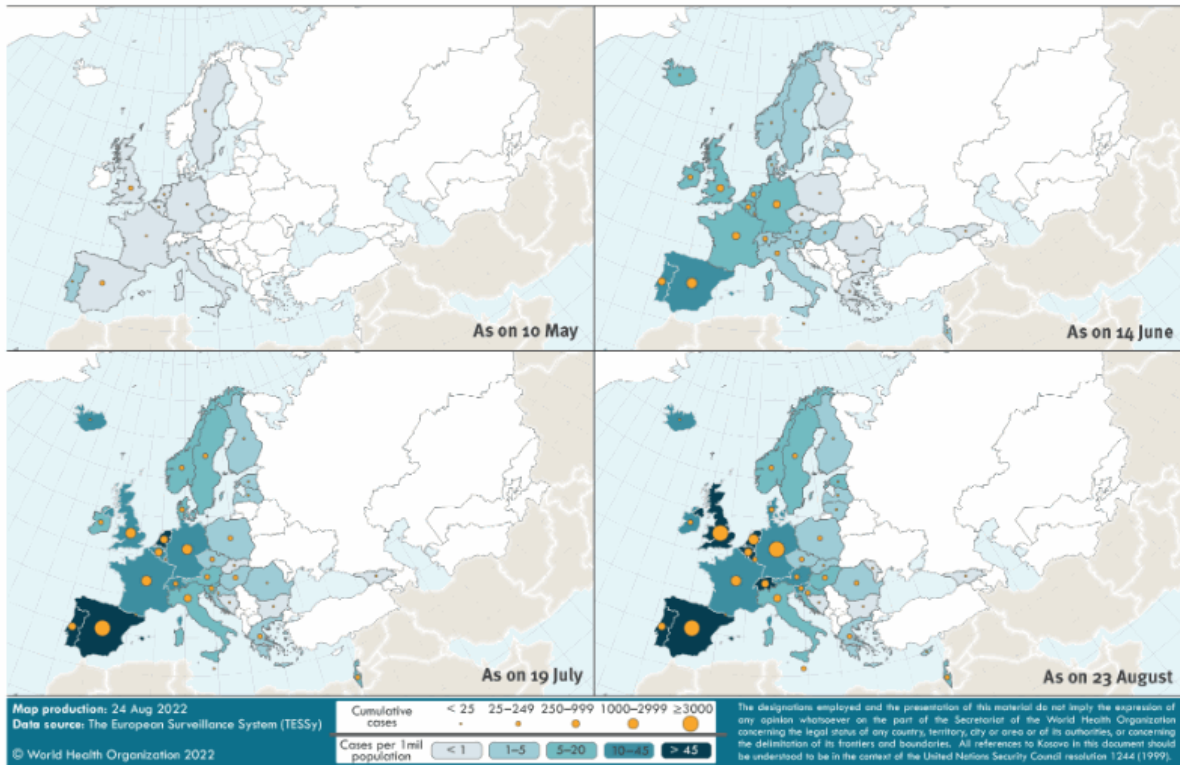 As on 10 May
As on 14 June
As on 19 July
As on 23 August
Map production: 24 Aug 2022
Data source: The European Surveillance System (TESSy)
© World Health Organization 2022
Cumulative cases
< 25 25–249 250–999 1000–2999 ≥3000
Cases per 1mil population
< 1 1–5 5–20 10–45 > 45
The designations employed and the presentation of this material do not imply the expression of
any opinion whatsoever on the part of the Secretariat of the World Health Organization
concerning the legal status of any country, territory, city or area or of its authorities, or concerning
the delimitation of its frontiers and boundaries. All references to Kosovo in this document should
be understood to be in the context of the United Nations Security Council resolution 1244 (1999).